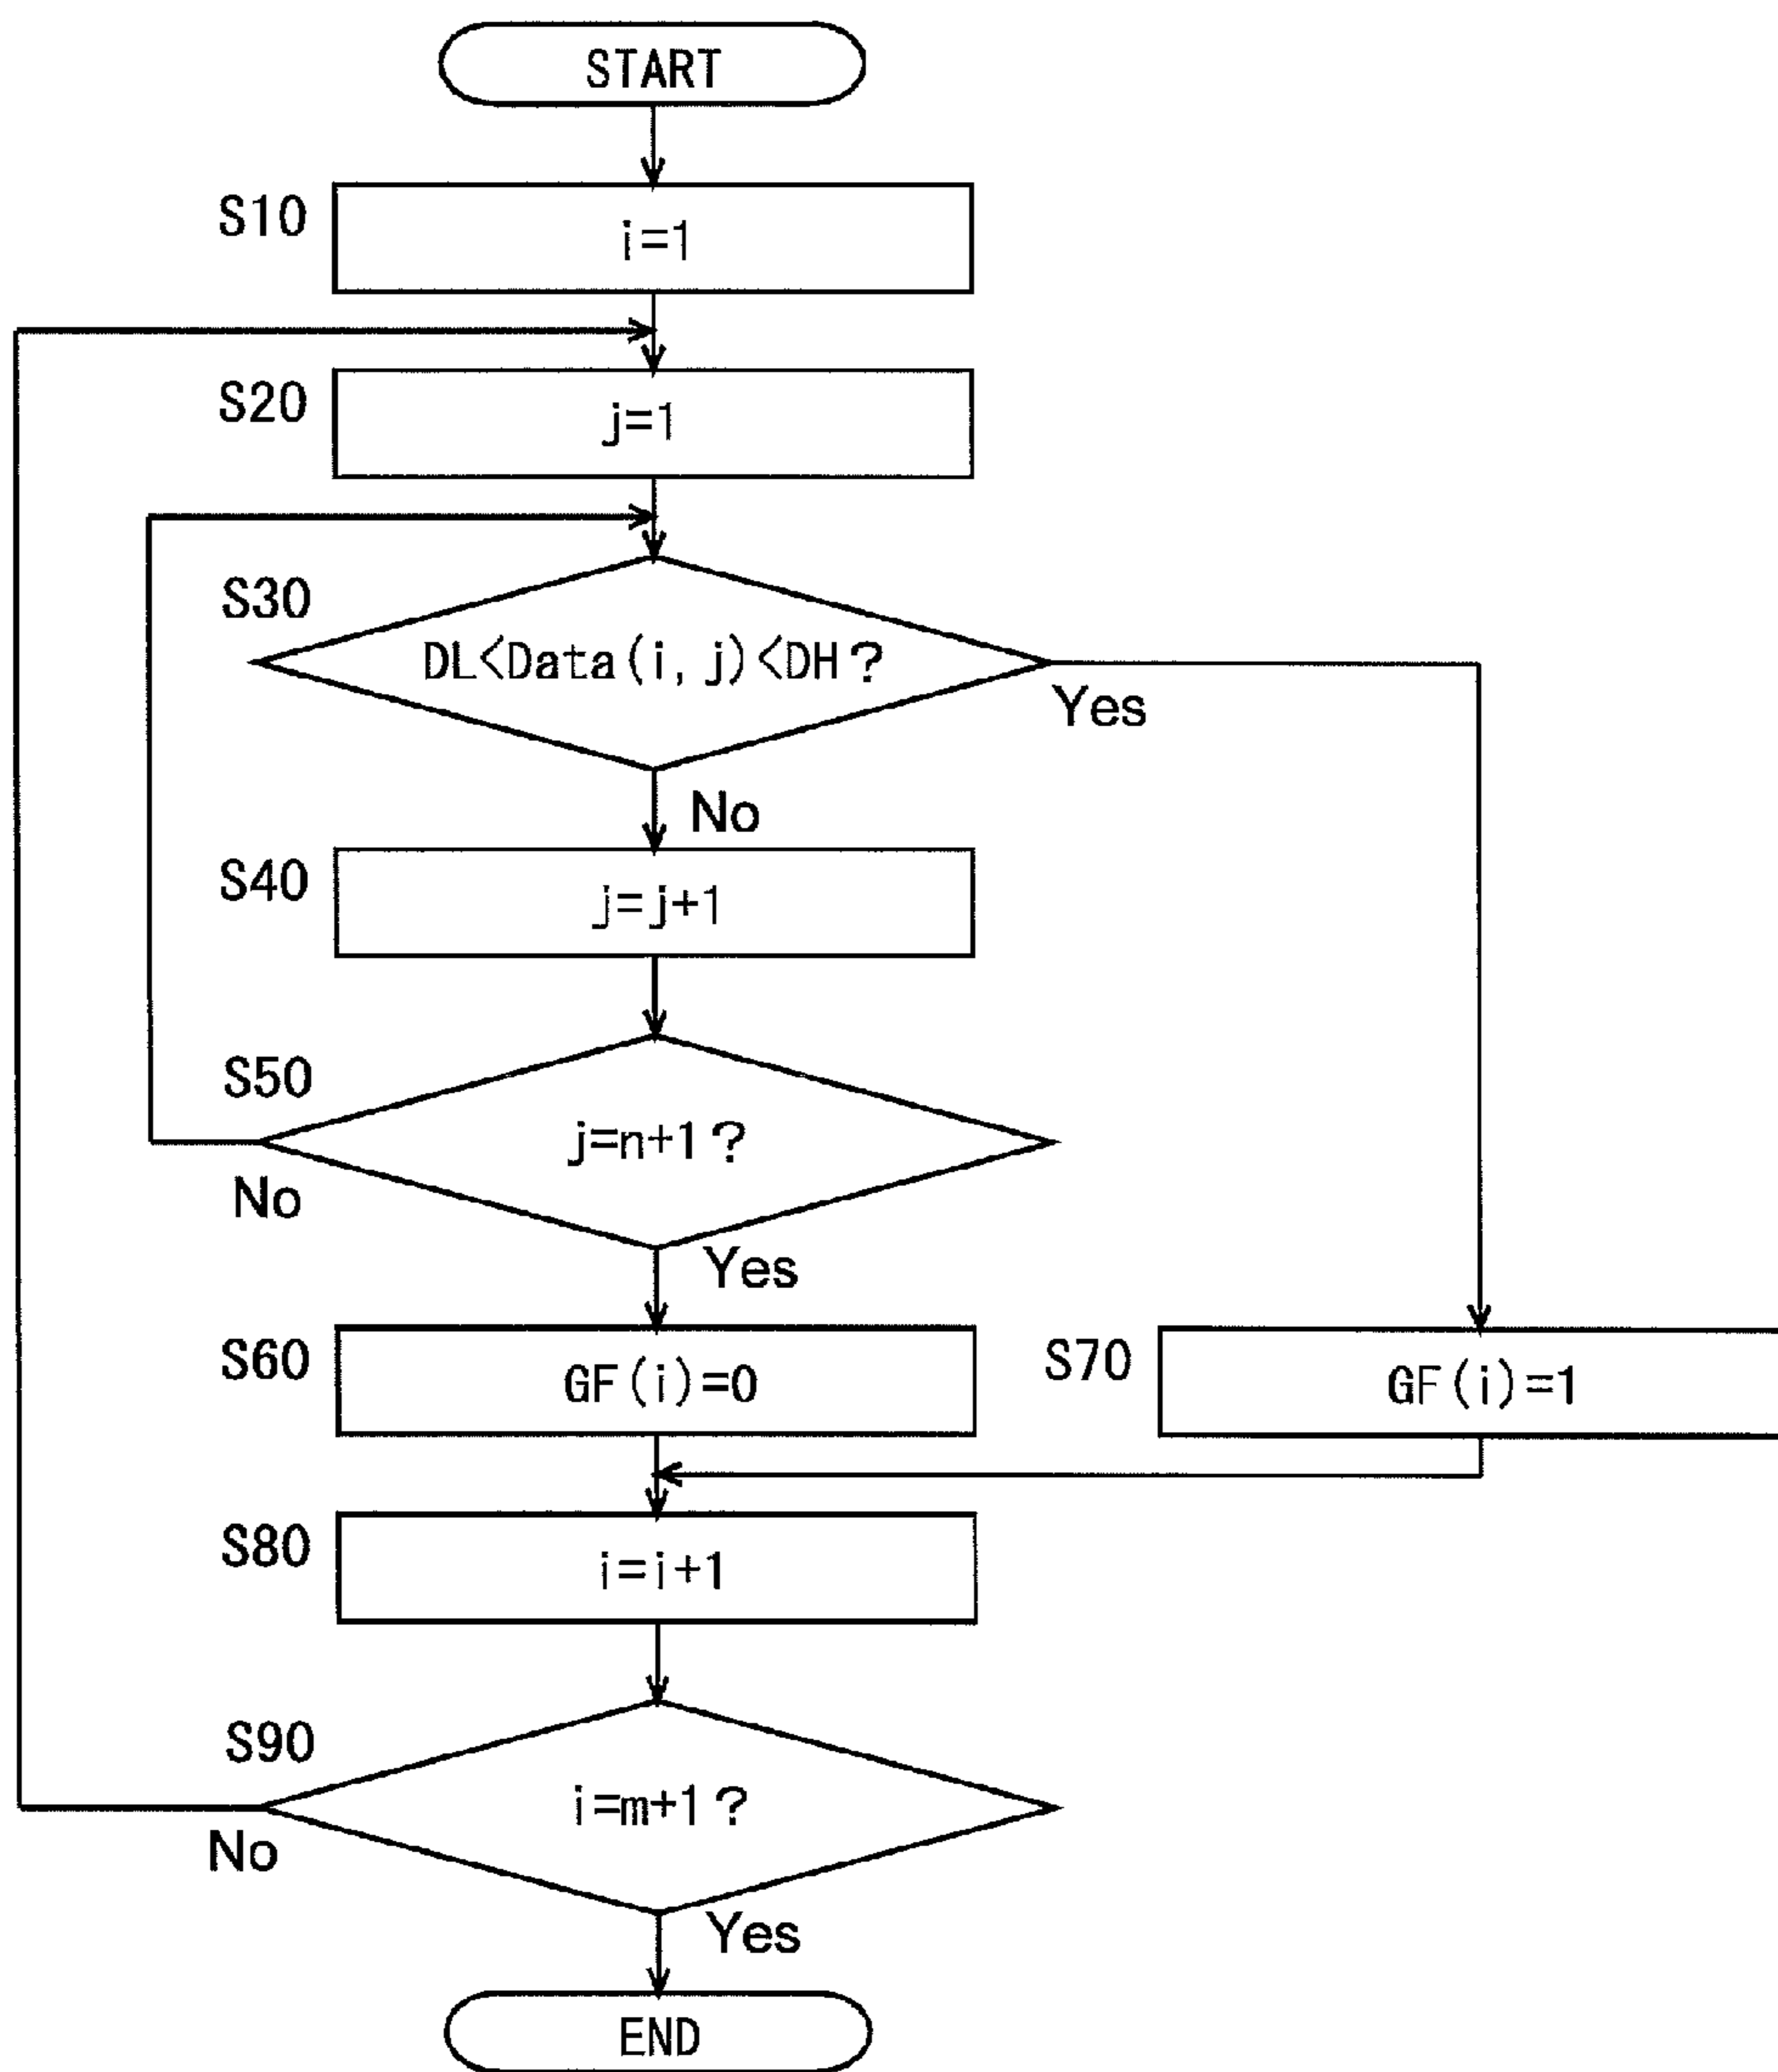 START
S10
i=1
S20
j=1
S30
DL<Data(i,j)<DH?
Yes
No
S40
j=j+1
S50
j=n+1?
No
Yes
S60
GF(i)=0
S70
GF(i)=1
S80
i=i+1
S90
i=m+1?
No
Yes
END